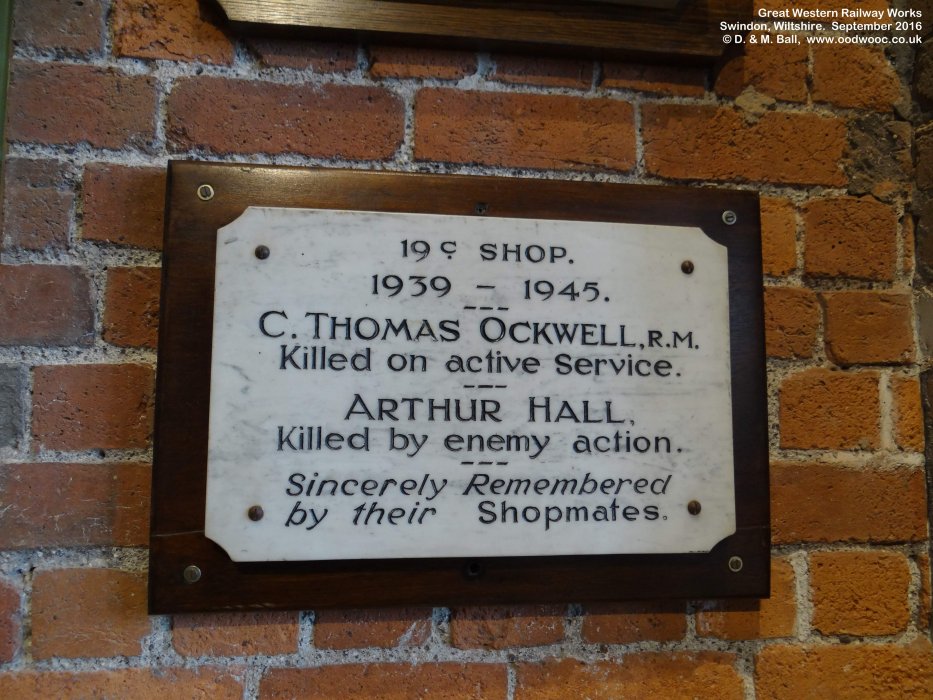 Great Western Railway Works
Swindon, Wiltshire. September 2016
© D. & M. Ball, www.oodwooc.co.uk
19 C SHOP.
1939 – 1945.
C. THOMAS OCKWELL, R.M.
Killed on active Service.
ARTHUR HALL,
Killed by enemy action.
Sincerely Remembered
by their Shopmates.